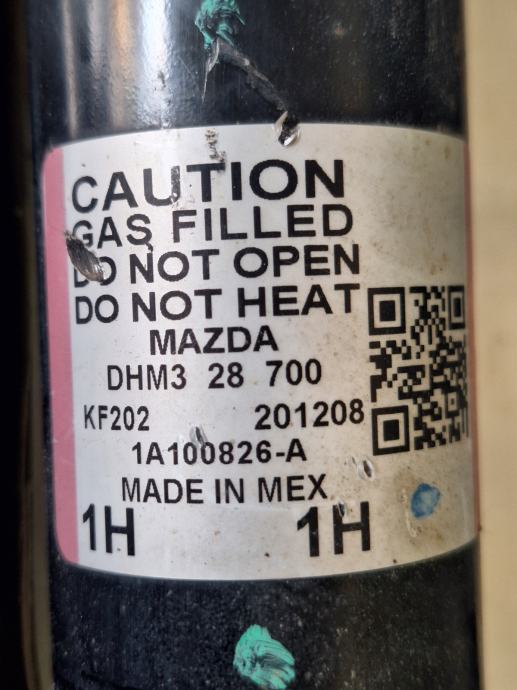 CAUTION
GAS FILLED
DO NOT OPEN
DO NOT HEAT
MAZDA
DHM3 28 700
KF202 201208
1A100826-A
MADE IN MEX
1H 1H